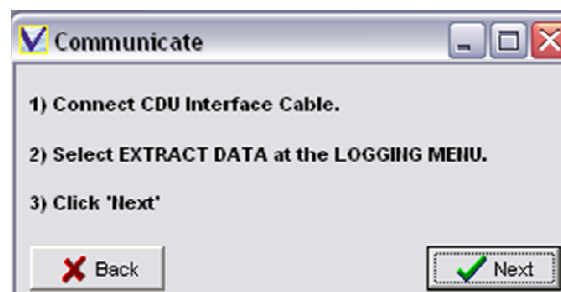 Communicate
1) Connect CDU Interface Cable.
2) Select EXTRACT DATA at the LOGGING MENU.
3) Click 'Next'
Back Next